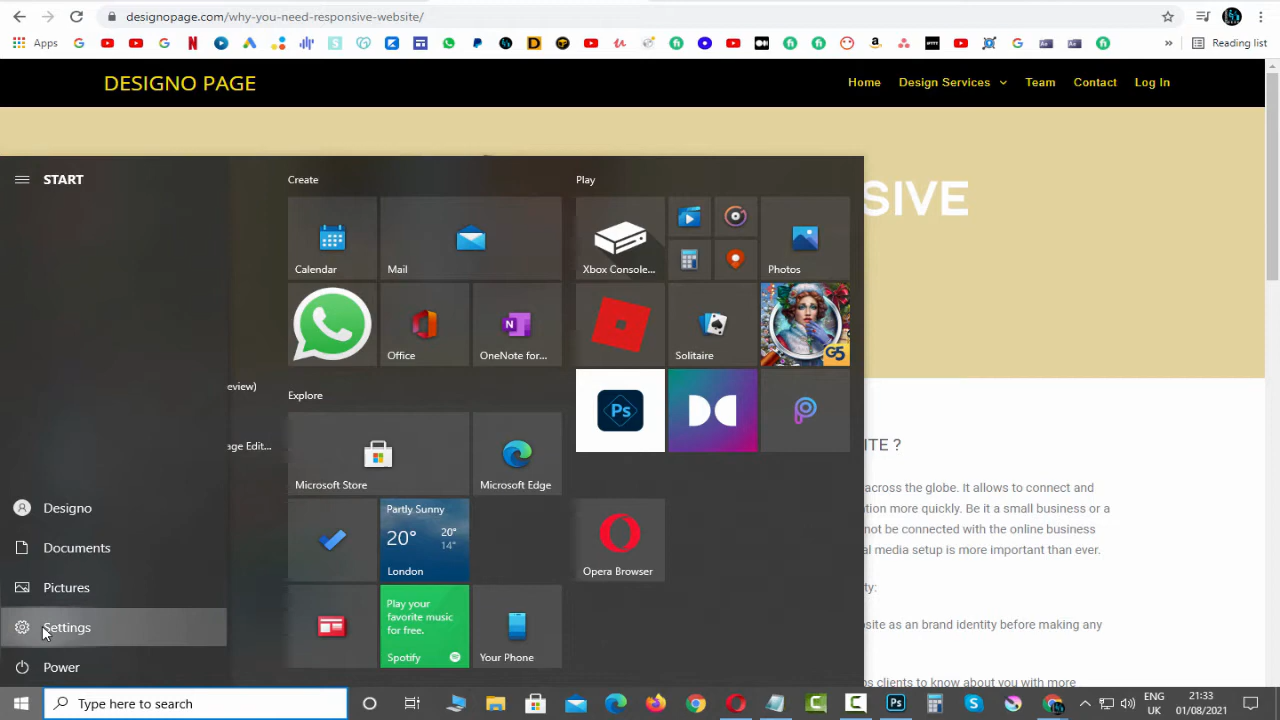 designopage.com/why-you-need-responsive-website/
Apps
Reading list
DESIGNO PAGE
Home
Design Services
Team
Contact
Log In
SIVE
START
Create
Play
Calendar
Mail
Xbox Console...
Photos
Office
OneNote for...
Solitaire
G5
eview)
Explore
Ps
age Edit...
ITE ?
Microsoft Store
Microsoft Edge
across the globe. It allows to connect and
ation more quickly. Be it a small business or a
not be connected with the online business
al media setup is more important than ever.
Designo
Partly Sunny
20°
20°
14°
London
Opera Browser
Documents
Pictures
ty:
Settings
Play your
favorite music
for free.
Spotify
Your Phone
bsite as an brand identity before making any
Power
ns clients to know about you with more
Type here to search
ENG
UK
21:33
01/08/2021